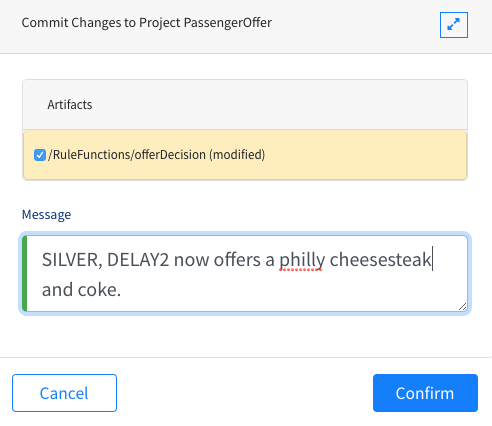 Commit Changes to Project PassengerOffer
Artifacts
/RuleFunctions/offerDecision (modified)
Message
SILVER, DELAY2 now offers a philly cheesesteak
and coke.
Cancel
Confirm